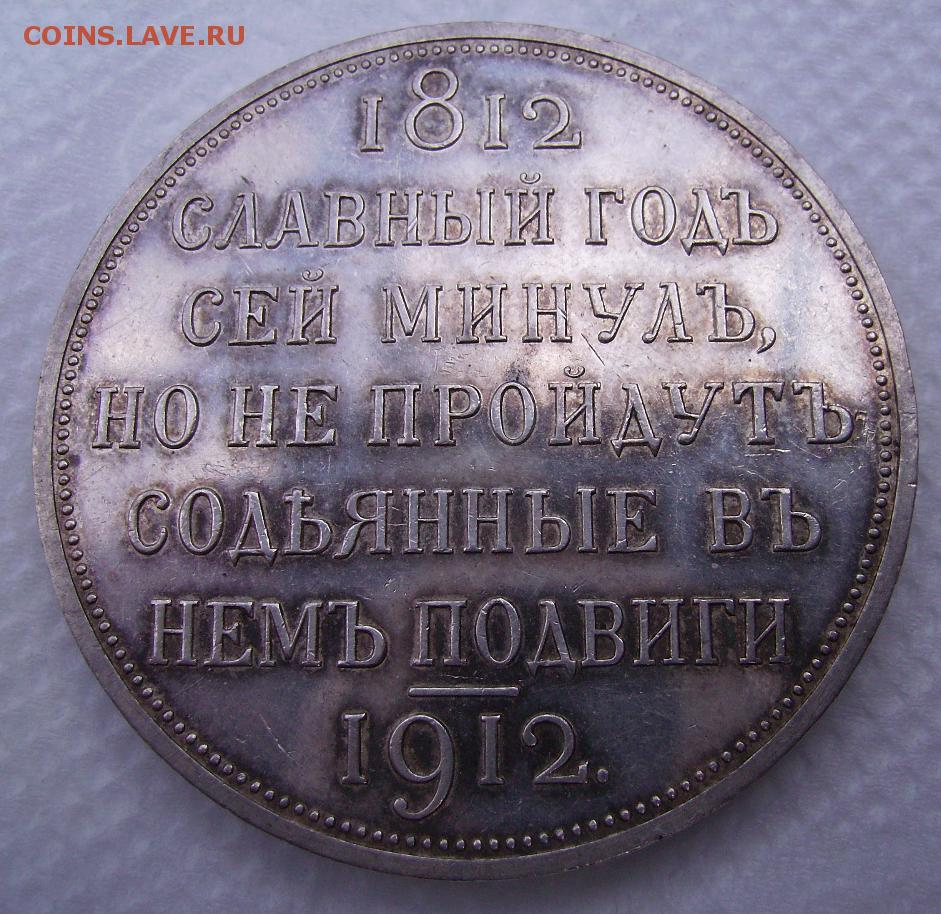 COINS.LAVE.RU
1812
СЛАВНЫЙ ГОДЪ
СЕЙ МИНУЛЪ,
НО НЕ ПРОЙДУТЪ
СОДѢЯННЫЕ ВЪ
НЕМЪ ПОДВИГИ
1912.